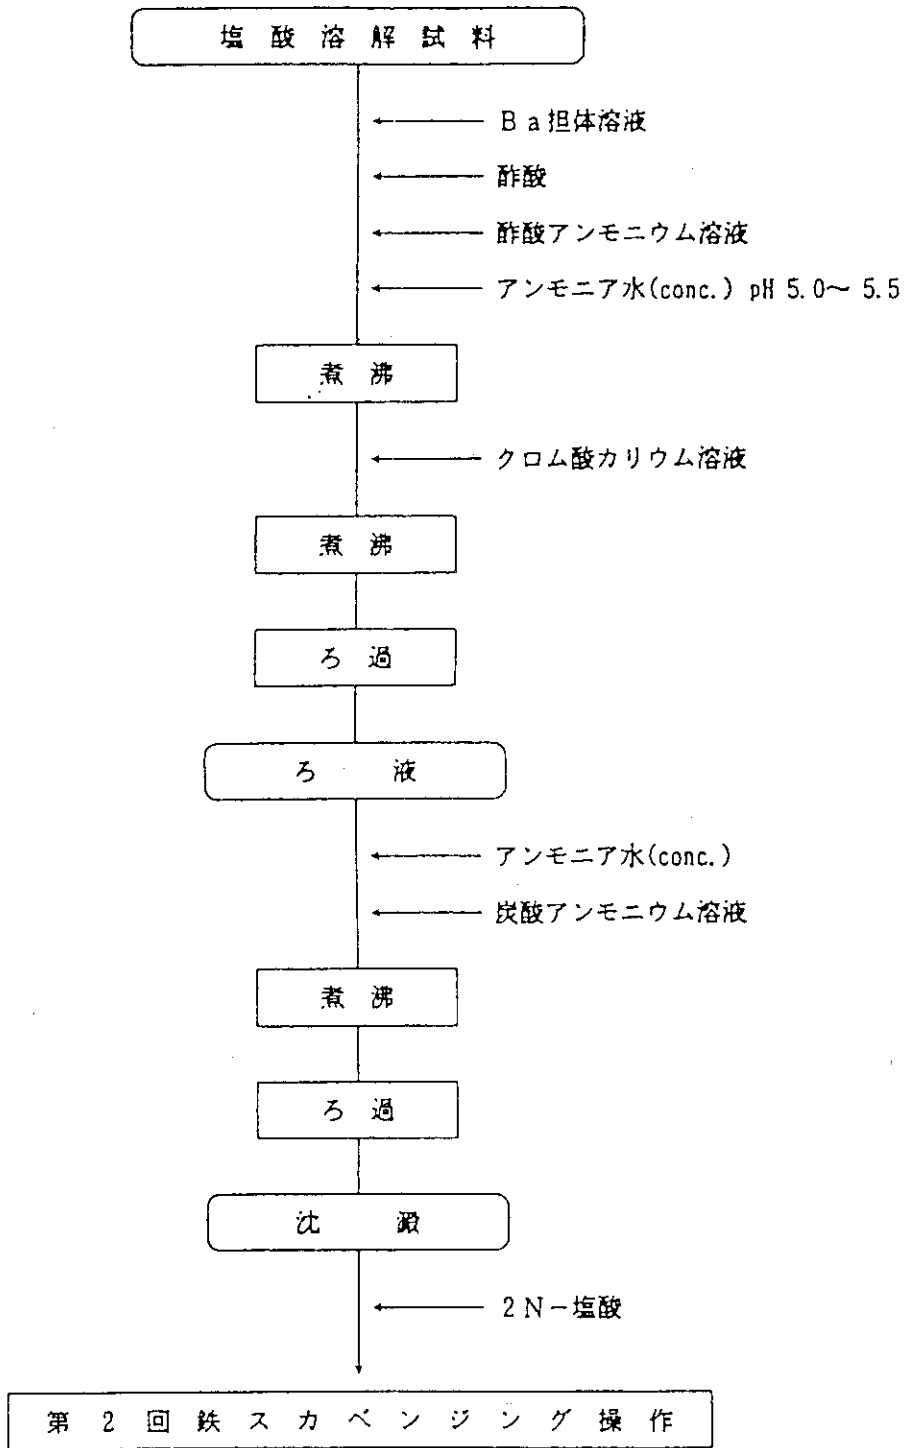 塩酸溶解試料
Ba担体溶液
酢酸
酢酸アンモニウム溶液
アンモニア水(conc.) pH 5.0～ 5.5
煮沸
クロム酸カリウム溶液
煮沸
ろ過
ろ液
アンモニア水(conc.)
炭酸アンモニウム溶液
煮沸
ろ過
沈澱
2N－塩酸
第2回鉄スカベンジング操作